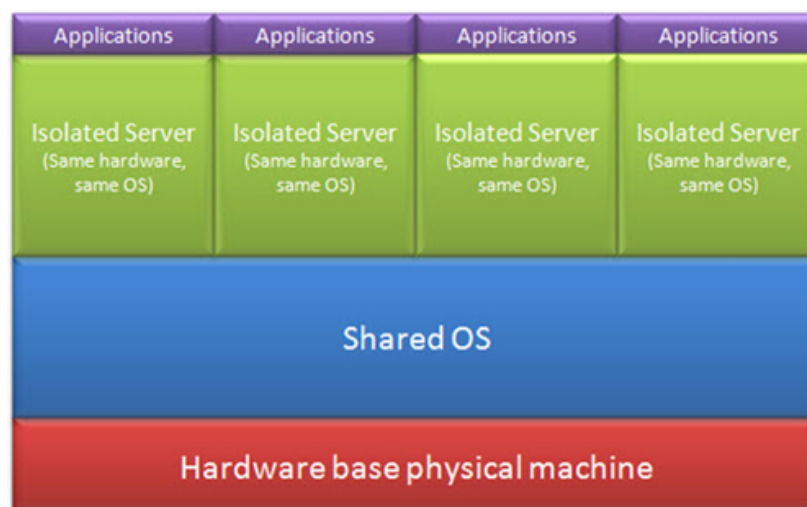 Applications Applications Applications Applications
Isolated Server
(Same hardware,
same OS)
Isolated Server
(Same hardware,
same OS)
Isolated Server
(Same hardware,
same OS)
Isolated Server
(Same hardware,
same OS)
Shared OS
Hardware base physical machine